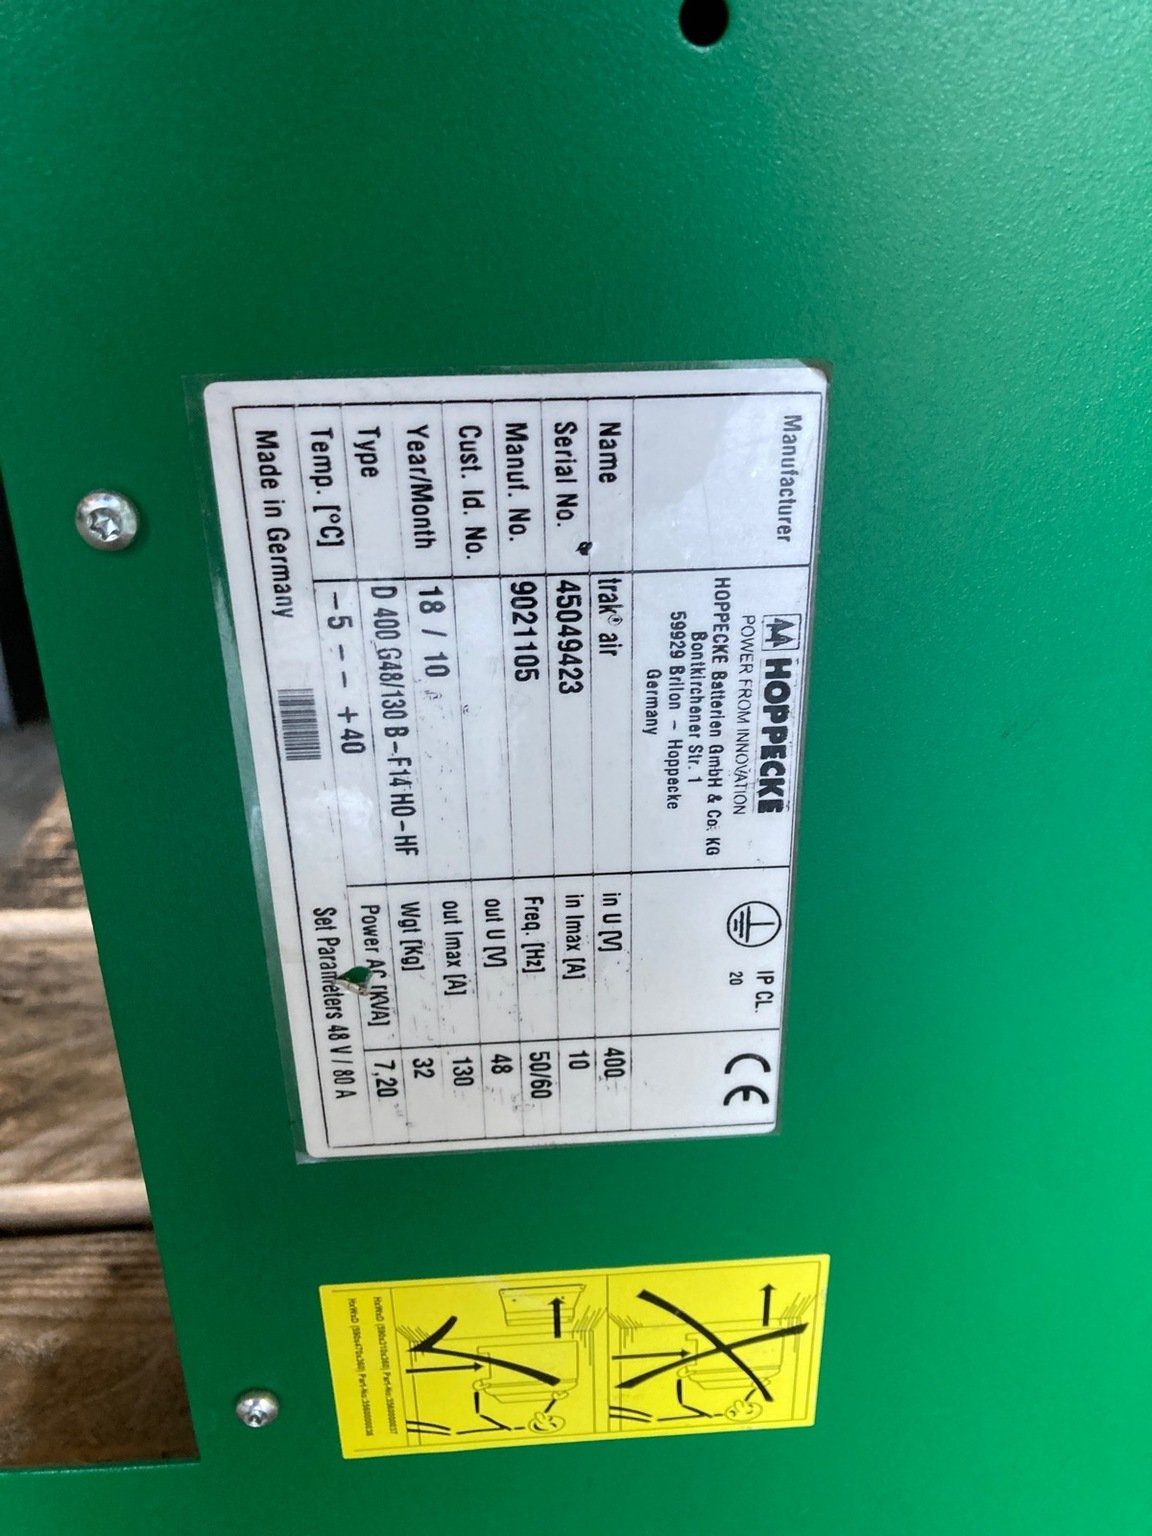 Manufacturer
HOPPECKE
POWER FROM INNOVATION
HOPPECKE Batterien GmbH & Co. KG
Bontkirchener Str. 1
59929 Brilon - Hoppecke
Germany
IP CL.
20
CE
Name trak® air
Serial No. 45049423
Manuf. No. 9021105
Cust. Id. No.
Year/Month 18 / 10
Type D 400 G48/130 B-F14 HO-HF
Temp. [°C] -5 - - +40
Made in Germany
in U [V] 400
in Imax [A] 10
Freq. [Hz] 50/60
out U [V] 48
out Imax [A] 130
Wgt [Kg] 32
Power AC [KVA] 7,20
Set Parameters 48 V / 80 A